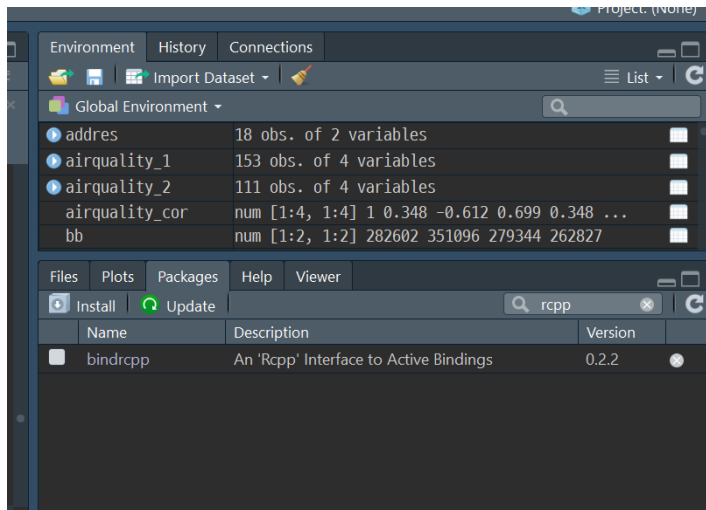 Project: (None)
Environment History Connections
Import Dataset List
Global Environment
addres 18 obs. of 2 variables
airquality_1 153 obs. of 4 variables
airquality_2 111 obs. of 4 variables
airquality_cor num [1:4, 1:4] 1 0.348 -0.612 0.699 0.348 ...
bb num [1:2, 1:2] 282602 351096 279344 262827
Files Plots Packages Help Viewer
Install Update rcpp
Name Description Version
bindrcpp An 'Rcpp' Interface to Active Bindings 0.2.2